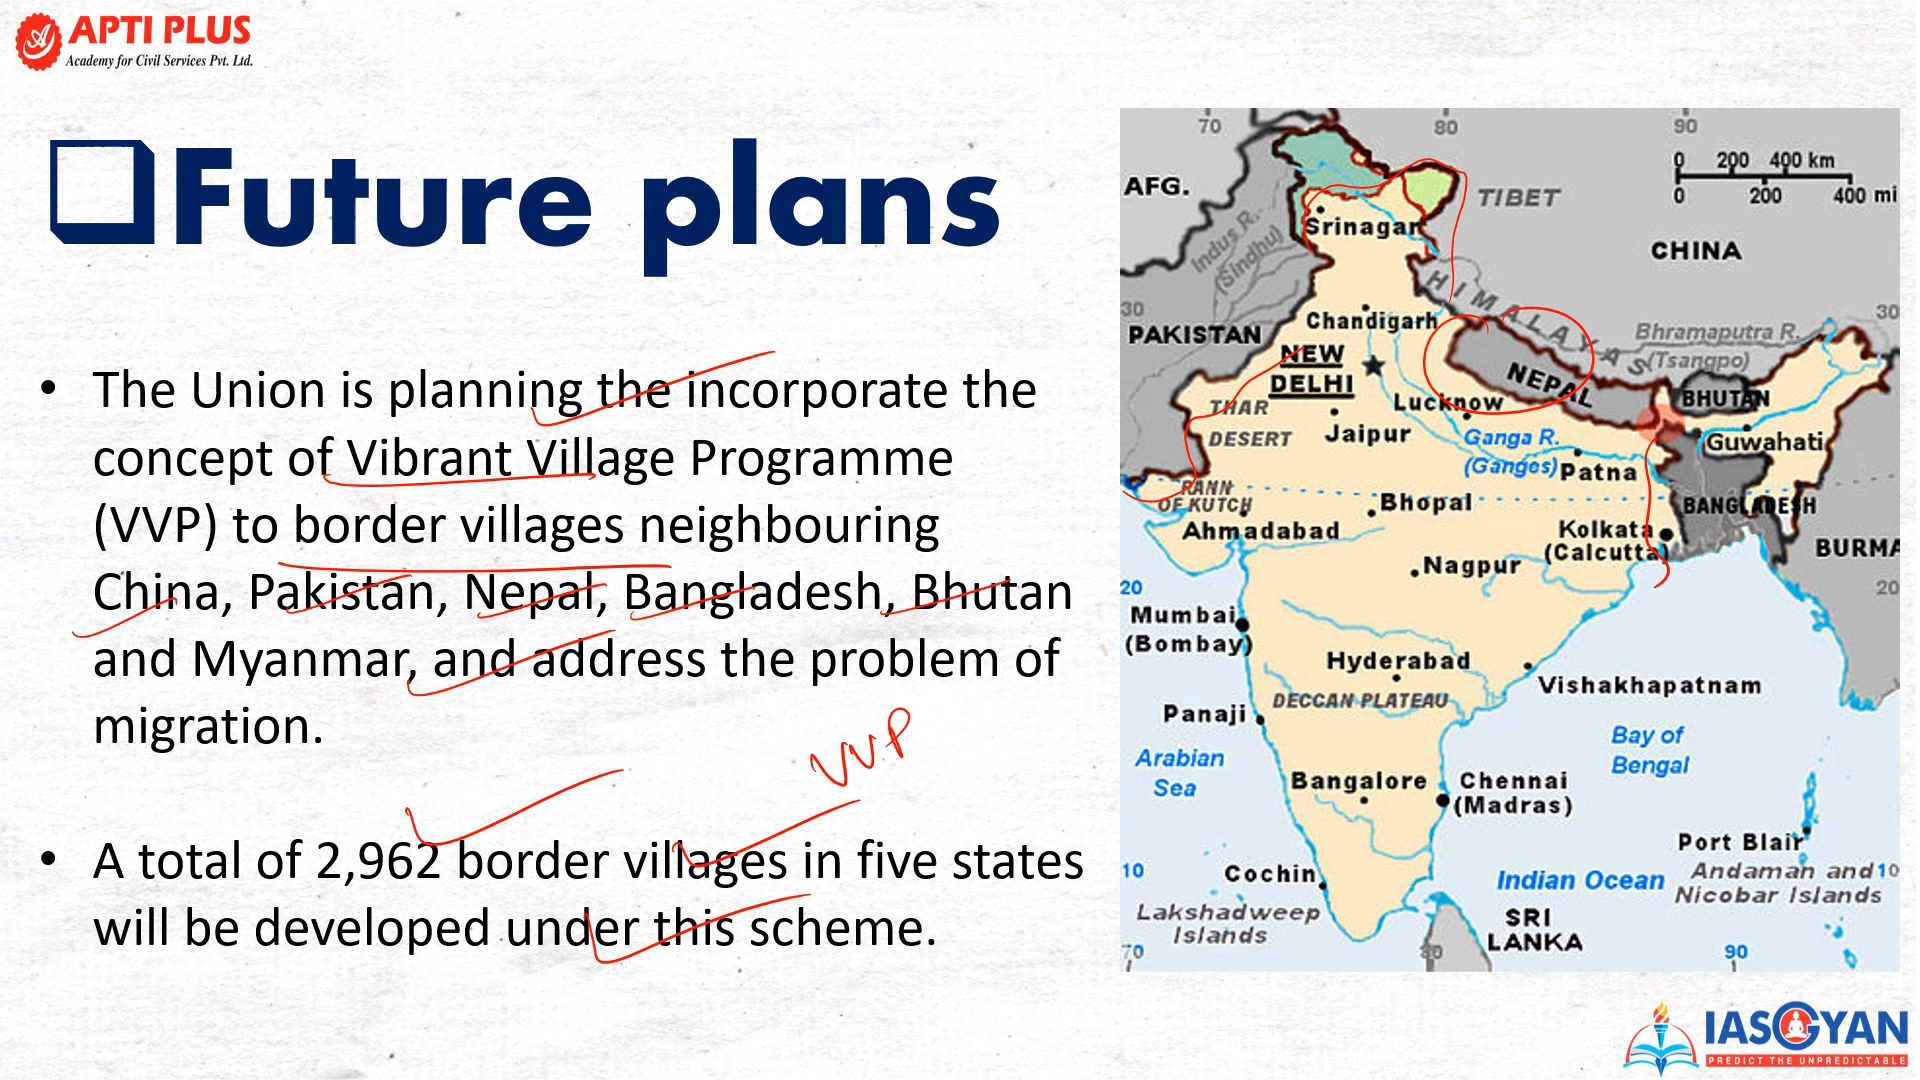 APTI PLUS
Academy for Civil Services Pvt. Ltd.
Future plans
• The Union is planning the incorporate the
concept of Vibrant Village Programme
(VVP) to border villages neighbouring
China, Pakistan, Nepal, Bangladesh, Bhutan
and Myanmar, and address the problem of
migration.
VVP
• A total of 2,962 border villages in five states
will be developed under this scheme.
70 80 90
0 200 400 km
0 200 400 mi
AFG.
TIBET
Srinagar
Indus R.
(Sindhu)
CHINA
HIMALAYAS
30 30
PAKISTAN
Chandigarh
Bhramaputra R.
(Tsangpo)
NEW
DELHI
NEPAL
BHUTAN
THAR
DESERT
Lucknow
Jaipur
Ganga R.
(Ganges)
Patna
Guwahati
RANN
OF KUTCH
Bhopal
BANGLADESH
Ahmadabad
Kolkata
(Calcutta)
BURMA
Nagpur
20 20
Mumbai
(Bombay)
Hyderabad
Vishakhapatnam
DECCAN PLATEAU
Panaji
Arabian
Sea
Bay of
Bengal
Bangalore
Chennai
(Madras)
Port Blair
10 Cochin
Indian Ocean
Andaman and 10
Nicobar Islands
Lakshadweep
Islands
SRI
LANKA
70 80 90
IASGYAN
PREDICT THE UNPREDICTABLE